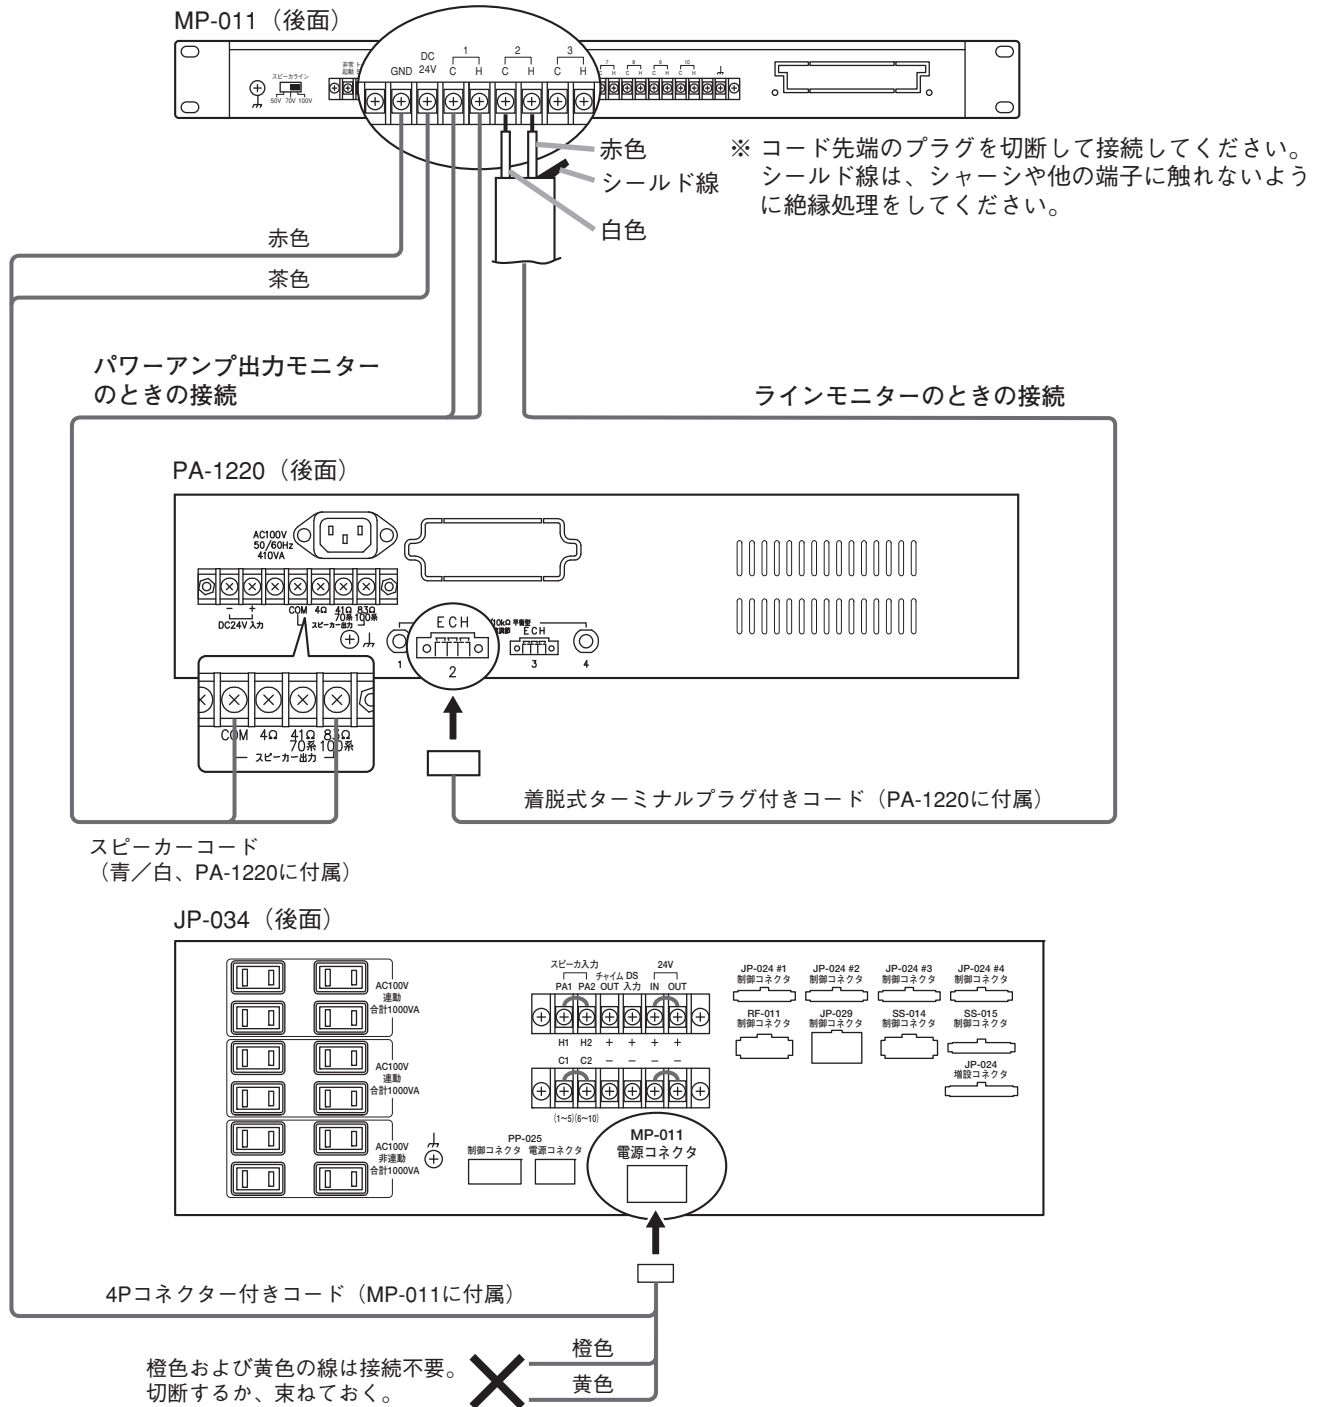 MP-011（後面）
スピーカライン
50V 70V 100V
非常
起動
DC
24V
GND
1
C H
2
C H
3
C H
7
C H
8
C H
9
C H
10
C H
赤色
シールド線
白色
※ コード先端のプラグを切断して接続してください。
シールド線は、シャーシや他の端子に触れないよう
に絶縁処理をしてください。
赤色
茶色
パワーアンプ出力モニター
のときの接続
ラインモニターのときの接続
PA-1220（後面）
AC100V
50/60Hz
410VA
− +
DC24V 入力
COM 4Ω 41Ω 83Ω
70系 100系
スピーカー出力
1
E C H
2
10kΩ 平衡型
E C H
3
4
COM 4Ω 41Ω 83Ω
70系 100系
スピーカー出力
着脱式ターミナルプラグ付きコード（PA-1220に付属）
スピーカーコード
（青／白、PA-1220に付属）
JP-034（後面）
AC100V
連動
合計1000VA
AC100V
連動
合計1000VA
AC100V
非連動
合計1000VA
スピーカ入力
チャイム DS
24V
PA1 PA2 OUT 入力 IN OUT
H1 H2 + + + +
C1 C2 − − − −
(1~5)(6~10)
JP-024 #1
制御コネクタ
JP-024 #2
制御コネクタ
JP-024 #3
制御コネクタ
JP-024 #4
制御コネクタ
RF-011
制御コネクタ
JP-029
制御コネクタ
SS-014
制御コネクタ
SS-015
制御コネクタ
JP-024
増設コネクタ
PP-025
制御コネクタ 電源コネクタ
MP-011
電源コネクタ
4Pコネクター付きコード（MP-011に付属）
橙色
黄色
橙色および黄色の線は接続不要。
切断するか、束ねておく。